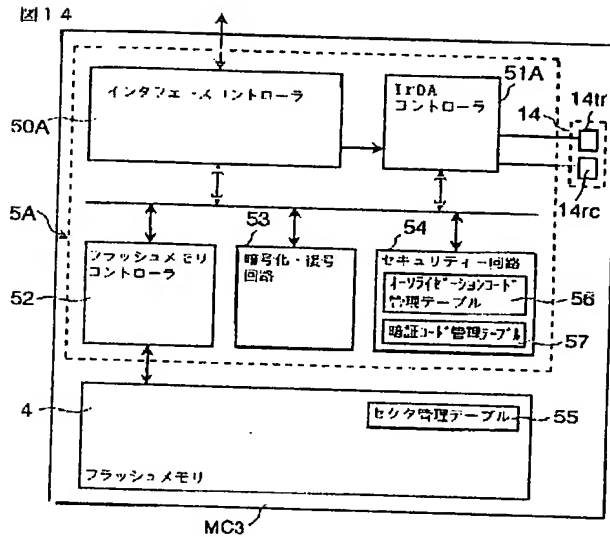 図14
インタフェースコントローラ
50A
IrDA
コントローラ
51A
14
14tr
14rc
5A
53
54
フラッシュメモリ
コントローラ
52
暗号化・復号
回路
セキュリティー回路
オーソライゼーションコード
管理テーブル
56
暗証コード管理テーブル
57
4
セクタ管理テーブル
55
フラッシュメモリ
MC3